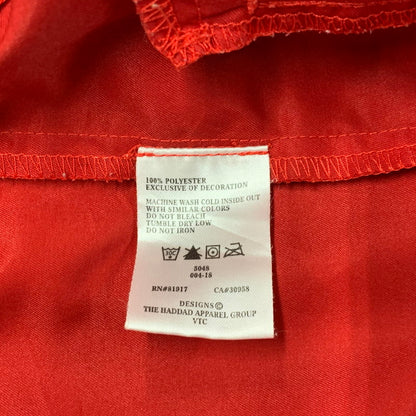 100% POLYESTER
EXCLUSIVE OF DECORATION
MACHINE WASH COLD INSIDE OUT
WITH SIMILAR COLORS
DO NOT BLEACH
TUMBLE DRY LOW
DO NOT IRON
5048
004-18
RN#81917 CA#30958
DESIGNS©
THE HADDAD APPAREL GROUP
VTC